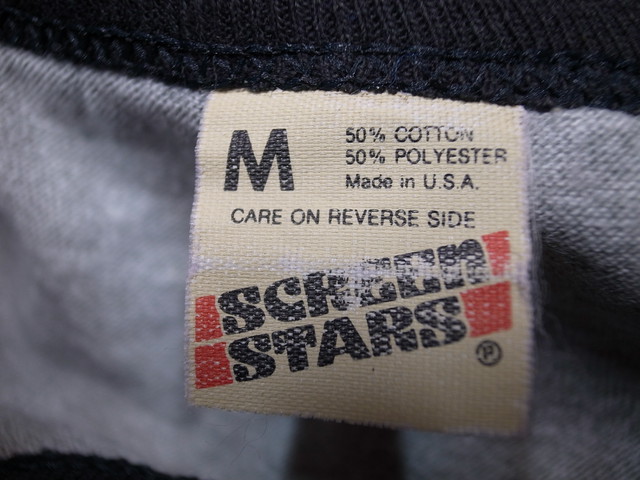 M
50% COTTON
50% POLYESTER
Made in U.S.A.
CARE ON REVERSE SIDE
SCREEN
STARS
®